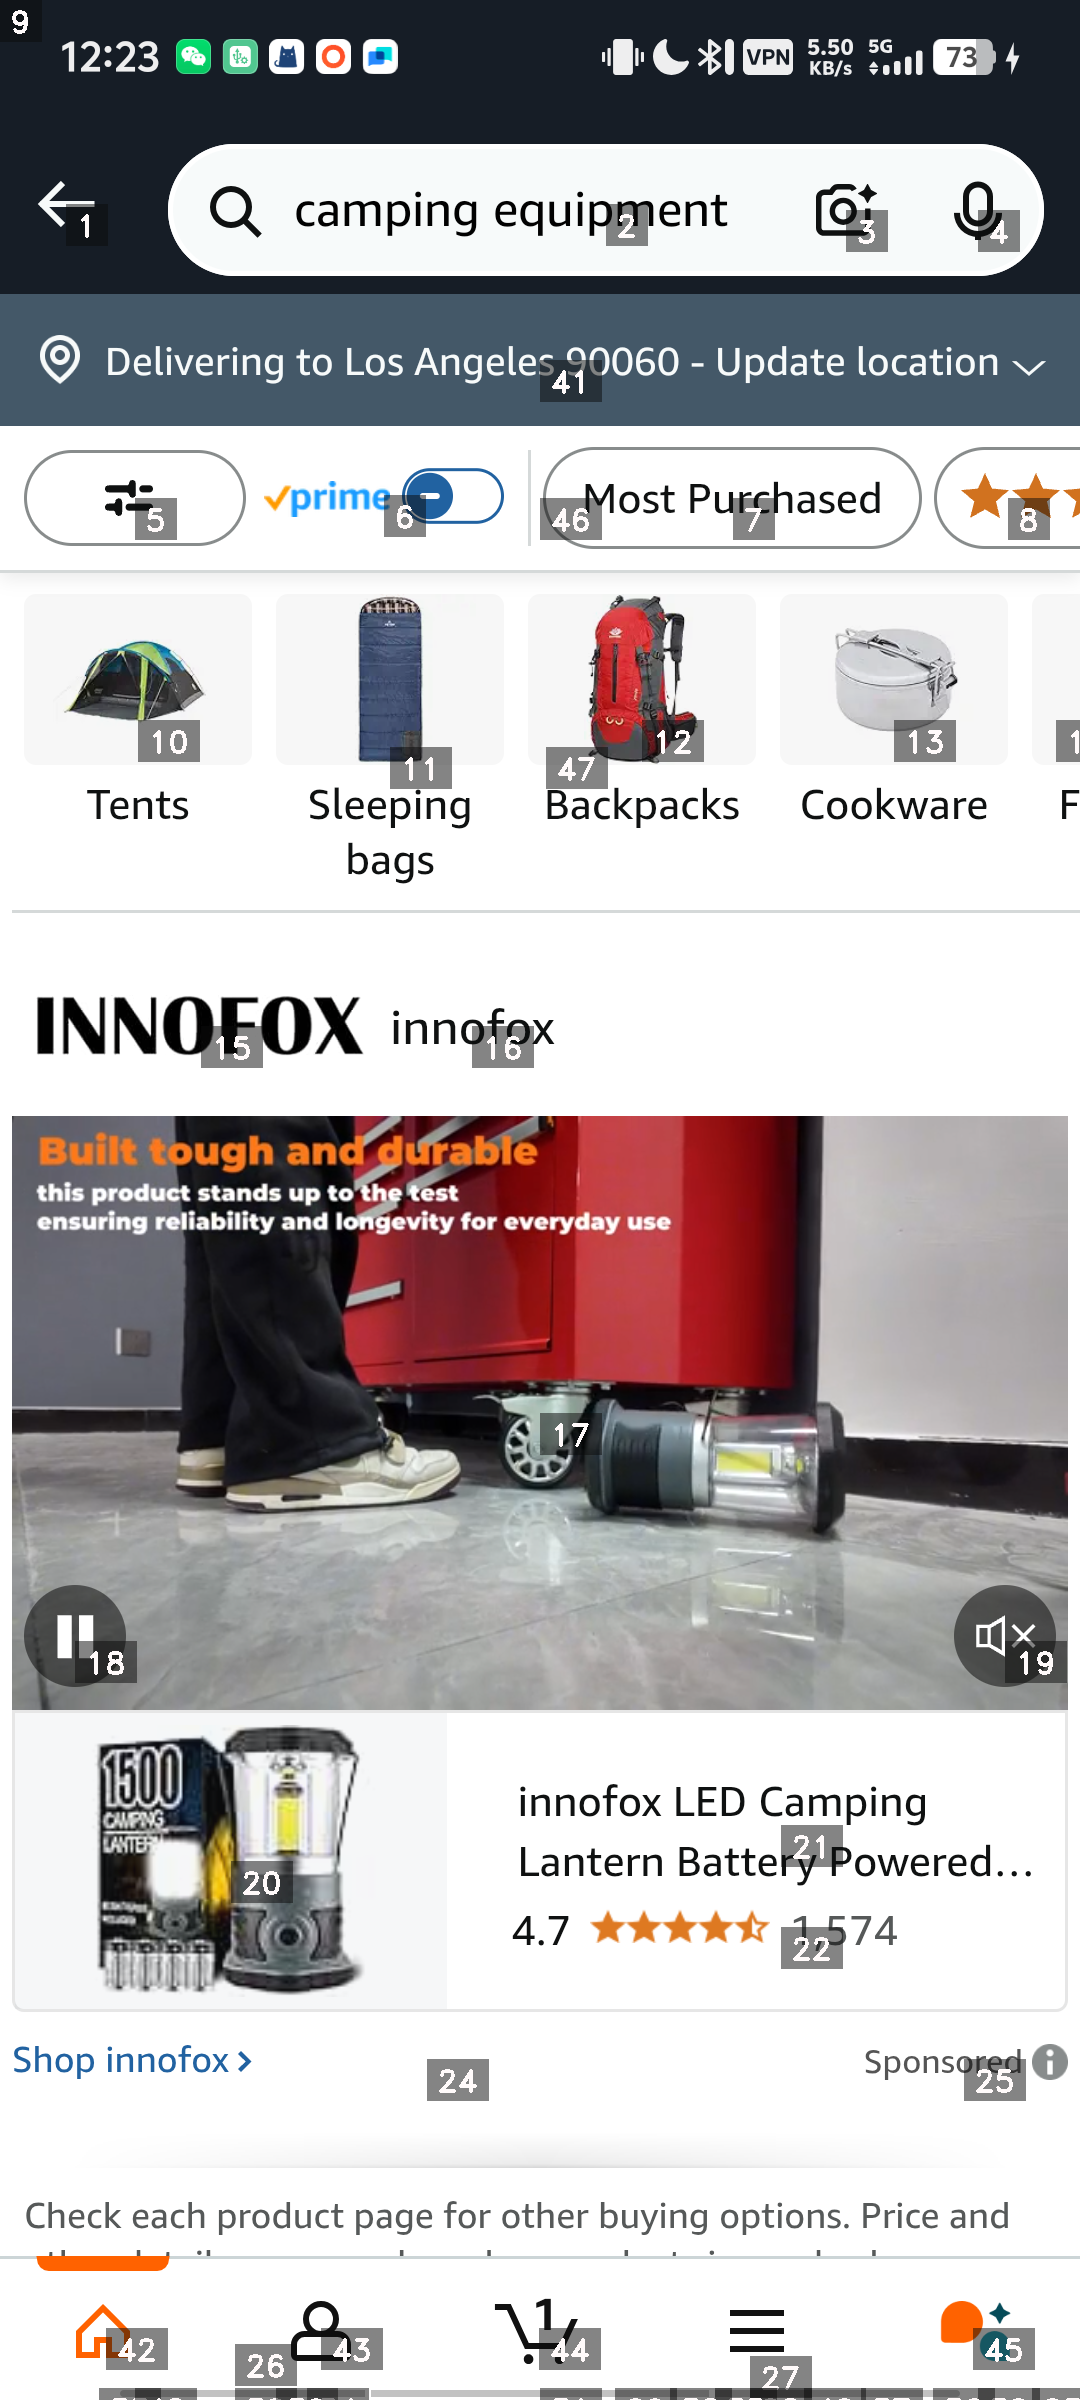 9
12:23
VPN
5.50 KB/s
5G
73
1
camping equipment
2
3
4
Delivering to Los Angeles 90060 - Update location
41
5
prime
6
46
Most Purchased
7
8
10
11
47
12
13
1
Tents
Sleeping bags
Backpacks
Cookware
F
INNOFOX
15
innofox
16
Built tough and durable
this product stands up to the test
ensuring reliability and longevity for everyday use
17
18
19
1500
CAMPING
LANTERN
20
innofox LED Camping
Lantern Battery Powered...
21
4.7
1,574
22
Shop innofox
24
Sponsored
25
Check each product page for other buying options. Price and
1
42
26
43
44
27
45